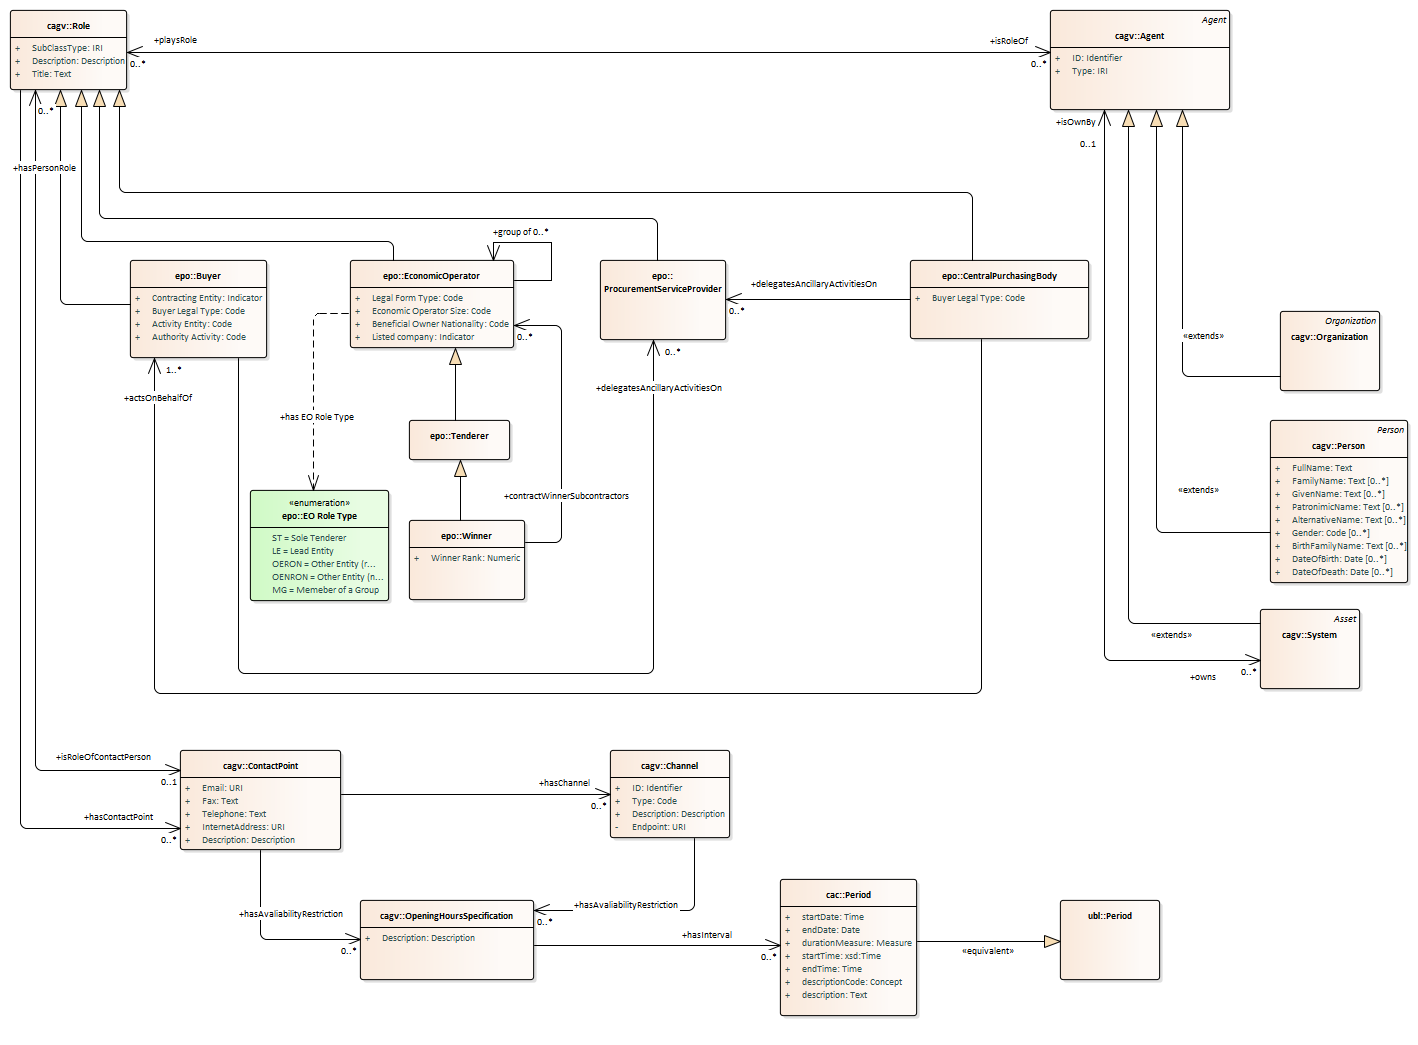 cagv::Role
+ SubClassType: IRI
+ Description: Description
+ Title: Text
+playsRole
0..*
+isRoleOf
0..*
Agent
cagv::Agent
+ ID: Identifier
+ Type: IRI
0..*
+hasPersonRole
+isOwnBy
0..1
+group of 0..*
epo::Buyer
+ Contracting Entity: Indicator
+ Buyer Legal Type: Code
+ Activity Entity: Code
+ Authority Activity: Code
epo::EconomicOperator
+ Legal Form Type: Code
+ Economic Operator Size: Code
+ Beneficial Owner Nationality: Code
+ Listed company: Indicator
0..*
epo::
ProcurementServiceProvider
+delegatesAncillaryActivitiesOn
0..*
epo::CentralPurchasingBody
+ Buyer Legal Type: Code
«extends»
Organization
cagv::Organization
1..*
+actsOnBehalfOf
0..*
+delegatesAncillaryActivitiesOn
+has EO Role Type
epo::Tenderer
+contractWinnerSubcontractors
«extends»
Person
cagv::Person
+ FullName: Text
+ FamilyName: Text [0..*]
+ GivenName: Text [0..*]
+ PatronimicName: Text [0..*]
+ AlternativeName: Text [0..*]
+ Gender: Code [0..*]
+ BirthFamilyName: Text [0..*]
+ DateOfBirth: Date [0..*]
+ DateOfDeath: Date [0..*]
«enumeration»
epo::EO Role Type
ST = Sole Tenderer
LE = Lead Entity
OERON = Other Entity (r...
OENRON = Other Entity (n...
MG = Memeber of a Group
epo::Winner
+ Winner Rank: Numeric
«extends»
Asset
cagv::System
+owns
0..*
+isRoleOfContactPerson
0..1
+hasContactPoint
0..*
cagv::ContactPoint
+ Email: URI
+ Fax: Text
+ Telephone: Text
+ InternetAddress: URI
+ Description: Description
+hasChannel
0..*
cagv::Channel
+ ID: Identifier
+ Type: Code
+ Description: Description
- Endpoint: URI
+hasAvaliabilityRestriction
0..*
+hasAvaliabilityRestriction
0..*
cagv::OpeningHoursSpecification
+ Description: Description
+hasInterval
0..*
cac::Period
+ startDate: Time
+ endDate: Date
+ durationMeasure: Measure
+ startTime: xsd:Time
+ endTime: Time
+ descriptionCode: Concept
+ description: Text
«equivalent»
ubl::Period